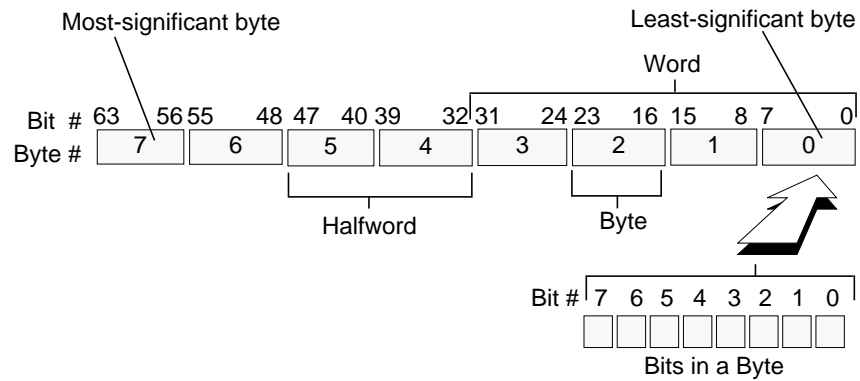 Most-significant byte
Least-significant byte
Word
Bit # 63 56 55 48 47 40 39 32 31 24 23 16 15 8 7 0
Byte # 7 6 5 4 3 2 1 0
Halfword
Byte
Bit # 7 6 5 4 3 2 1 0
Bits in a Byte